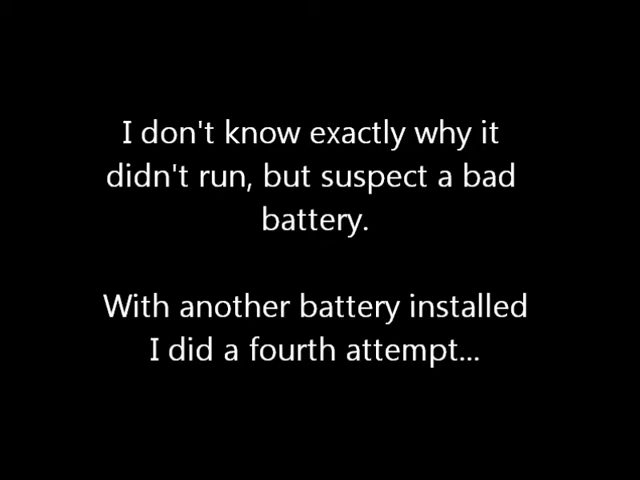 I don't know exactly why it
didn't run, but suspect a bad
battery.
With another battery installed
I did a fourth attempt...